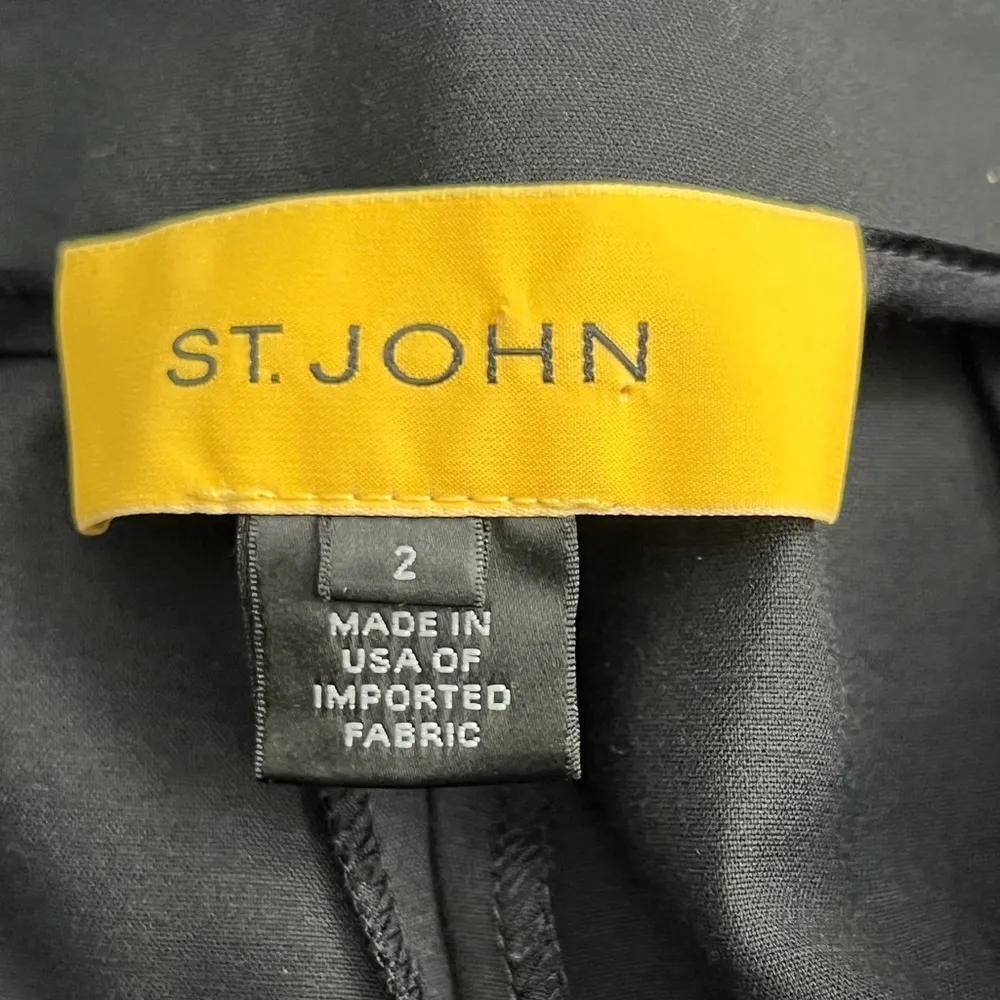 ST. JOHN
2
MADE IN
USA OF
IMPORTED
FABRIC